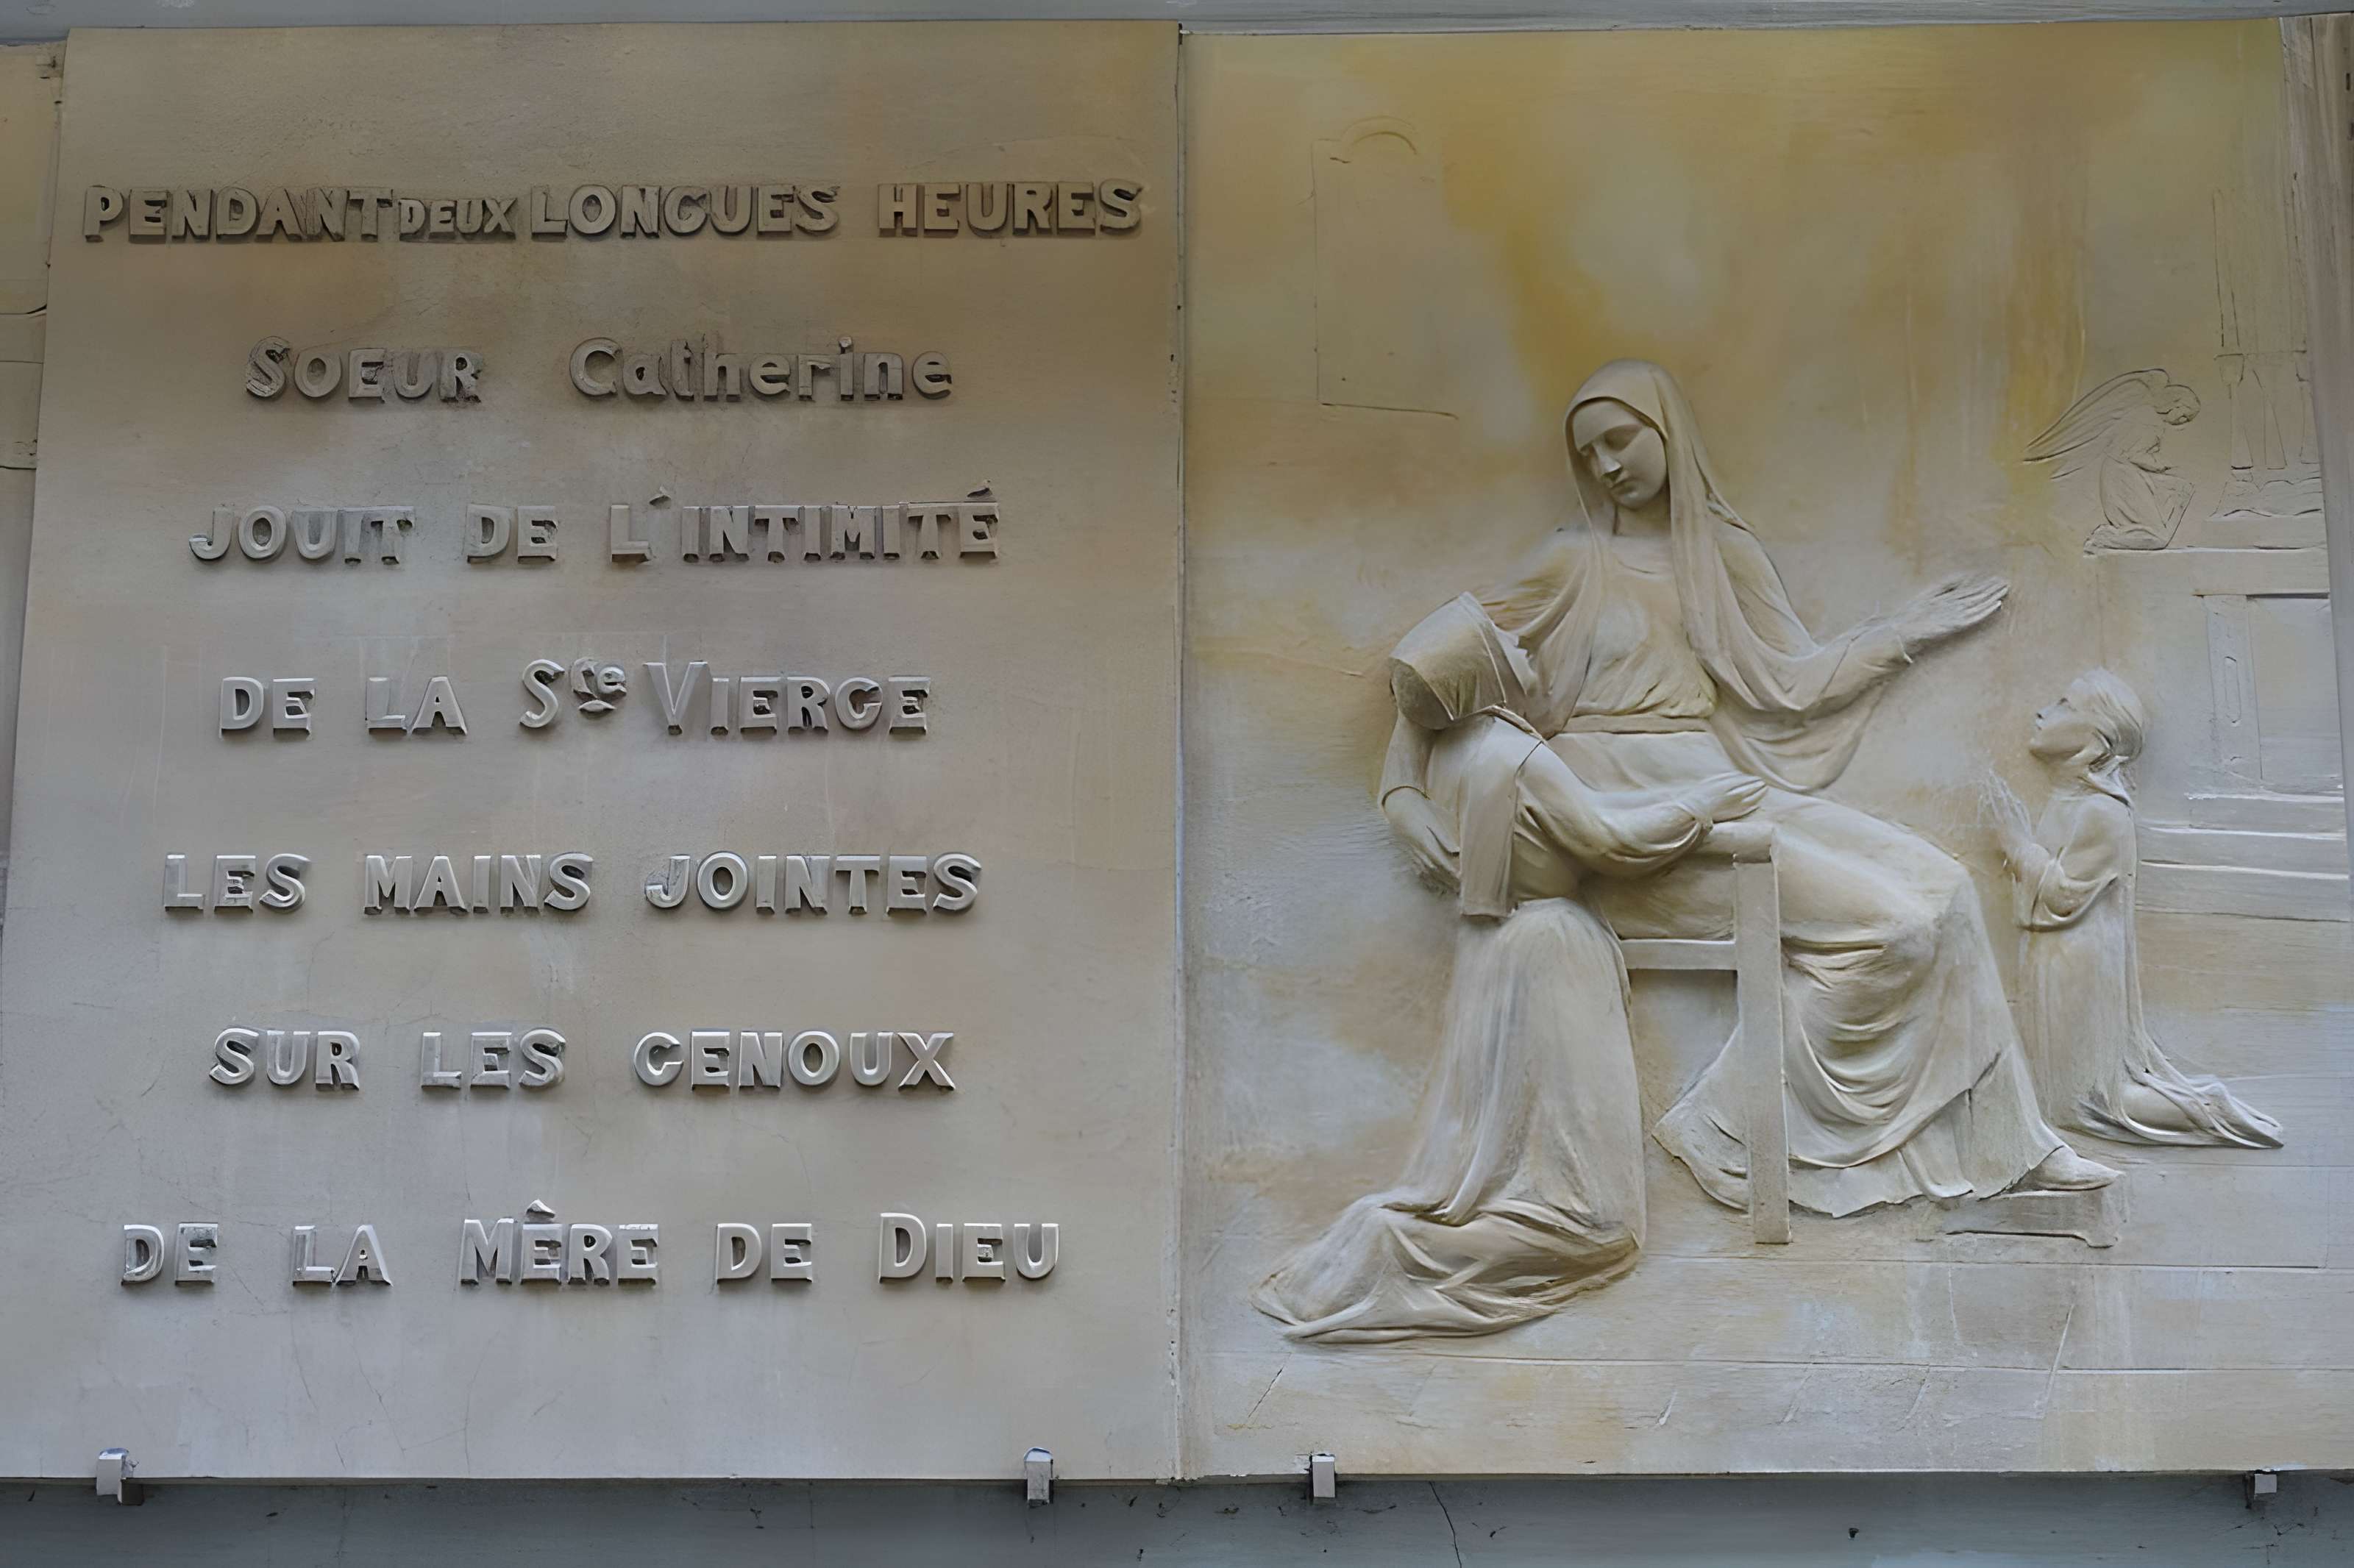 PENDANT DEUX LONGUES HEURES
SOEUR Catherine
JOUIT DE L'INTIMITÉ
DE LA Ste VIERGE
LES MAINS JOINTES
SUR LES GENOUX
DE LA MÊRE DE DIEU